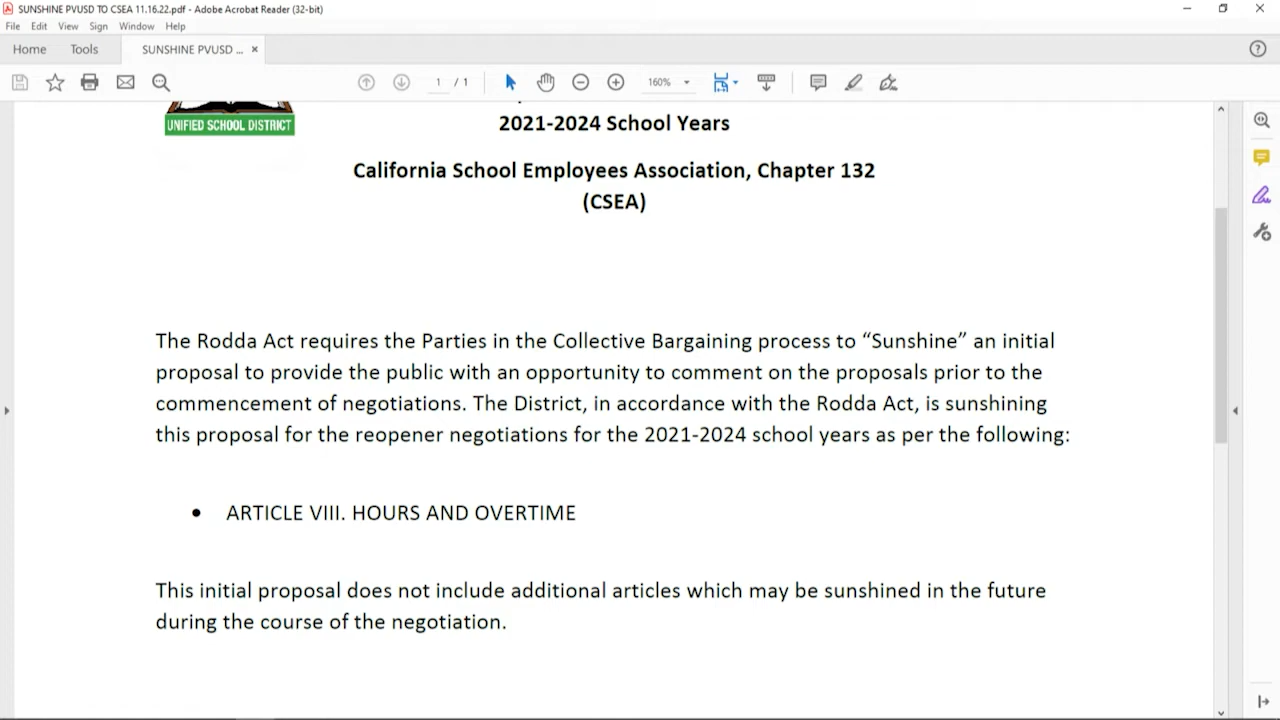 SUNSHINE PVUSD TO CSEA 11.16.22.pdf - Adobe Acrobat Reader (32-bit)
File Edit View Sign Window Help
Home Tools SUNSHINE PVUSD ... ×
1 / 1 160%
UNIFIED SCHOOL DISTRICT
2021-2024 School Years
California School Employees Association, Chapter 132
(CSEA)
The Rodda Act requires the Parties in the Collective Bargaining process to “Sunshine” an initial
proposal to provide the public with an opportunity to comment on the proposals prior to the
commencement of negotiations. The District, in accordance with the Rodda Act, is sunshining
this proposal for the reopener negotiations for the 2021-2024 school years as per the following:
• ARTICLE VIII. HOURS AND OVERTIME
This initial proposal does not include additional articles which may be sunshined in the future
during the course of the negotiation.